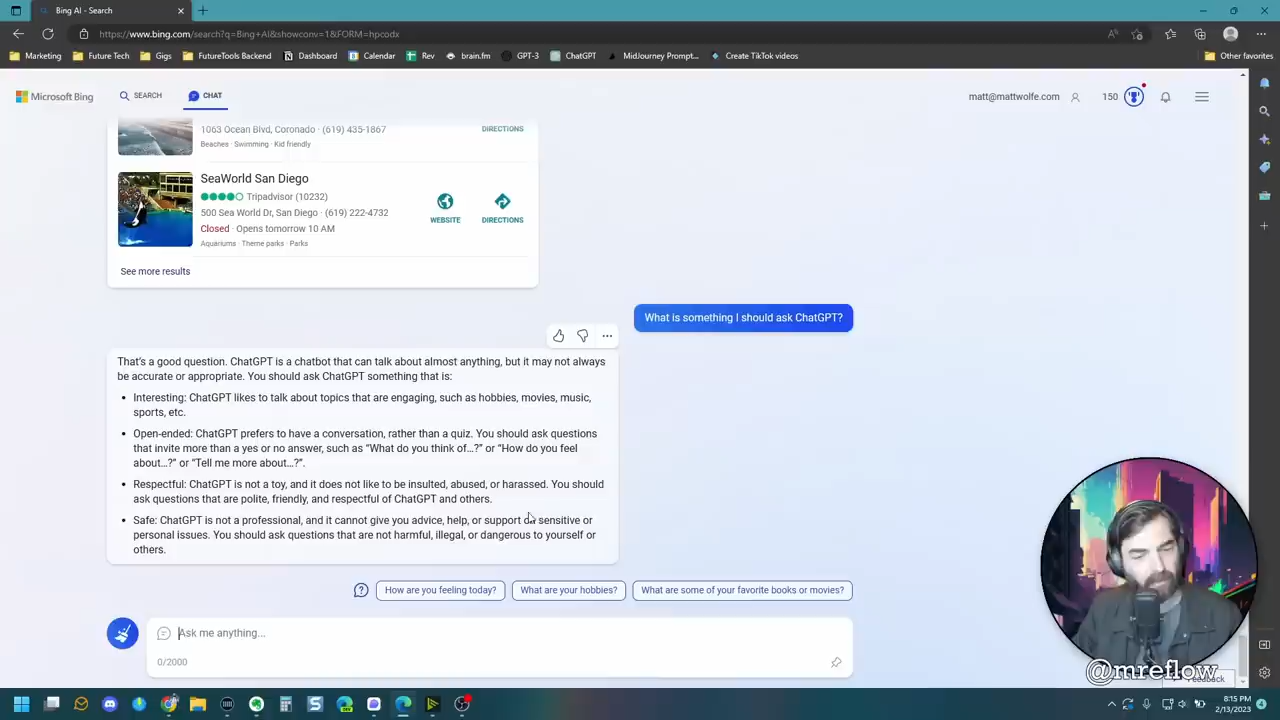 Bing AI - Search
https://www.bing.com/search?q=Bing+AI&showconv=1&FORM=hpcodx
Marketing
Future Tech
Gigs
FutureTools Backend
Dashboard
Calendar
Rev
brain.fm
GPT-3
ChatGPT
MidJourney Prompt...
Create TikTok videos
Other favorites
Microsoft Bing
SEARCH
CHAT
matt@mattwolfe.com
150
1063 Ocean Blvd, Coronado · (619) 435-1867
DIRECTIONS
Beaches · Swimming · Kid friendly
SeaWorld San Diego
Tripadvisor (10232)
500 Sea World Dr, San Diego · (619) 222-4732
WEBSITE
DIRECTIONS
Closed · Opens tomorrow 10 AM
Aquariums · Theme parks · Parks
See more results
What is something I should ask ChatGPT?
That's a good question. ChatGPT is a chatbot that can talk about almost anything, but it may not always
be accurate or appropriate. You should ask ChatGPT something that is:
• Interesting: ChatGPT likes to talk about topics that are engaging, such as hobbies, movies, music,
sports, etc.
• Open-ended: ChatGPT prefers to have a conversation, rather than a quiz. You should ask questions
that invite more than a yes or no answer, such as “What do you think of...?” or “How do you feel
about...?” or “Tell me more about...?”.
• Respectful: ChatGPT is not a toy, and it does not like to be insulted, abused, or harassed. You should
ask questions that are polite, friendly, and respectful of ChatGPT and others.
• Safe: ChatGPT is not a professional, and it cannot give you advice, help, or support on sensitive or
personal issues. You should ask questions that are not harmful, illegal, or dangerous to yourself or
others.
How are you feeling today?
What are your hobbies?
What are some of your favorite books or movies?
Ask me anything...
0/2000
@mreflow
Feedback
8:15 PM
2/13/2023